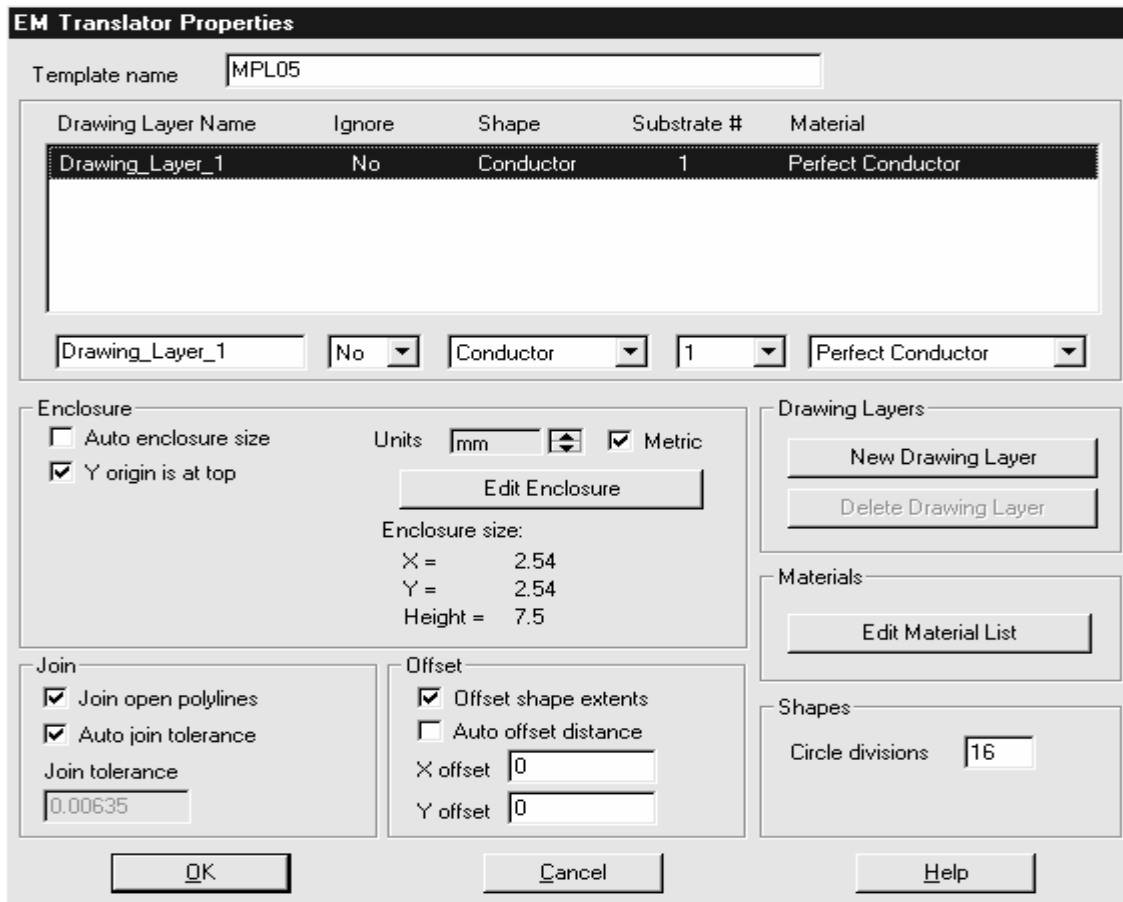 EM Translator Properties
Template name MPL05
Drawing Layer Name Ignore Shape Substrate # Material
Drawing_Layer_1 No Conductor 1 Perfect Conductor
Drawing_Layer_1 No Conductor 1 Perfect Conductor
Enclosure
Auto enclosure size Units mm Metric
Y origin is at top
Edit Enclosure
Enclosure size:
X = 2.54
Y = 2.54
Height = 7.5
Drawing Layers
New Drawing Layer
Delete Drawing Layer
Materials
Edit Material List
Join
Join open polylines
Auto join tolerance
Join tolerance
0.00635
Offset
Offset shape extents
Auto offset distance
X offset 0
Y offset 0
Shapes
Circle divisions 16
OK Cancel Help